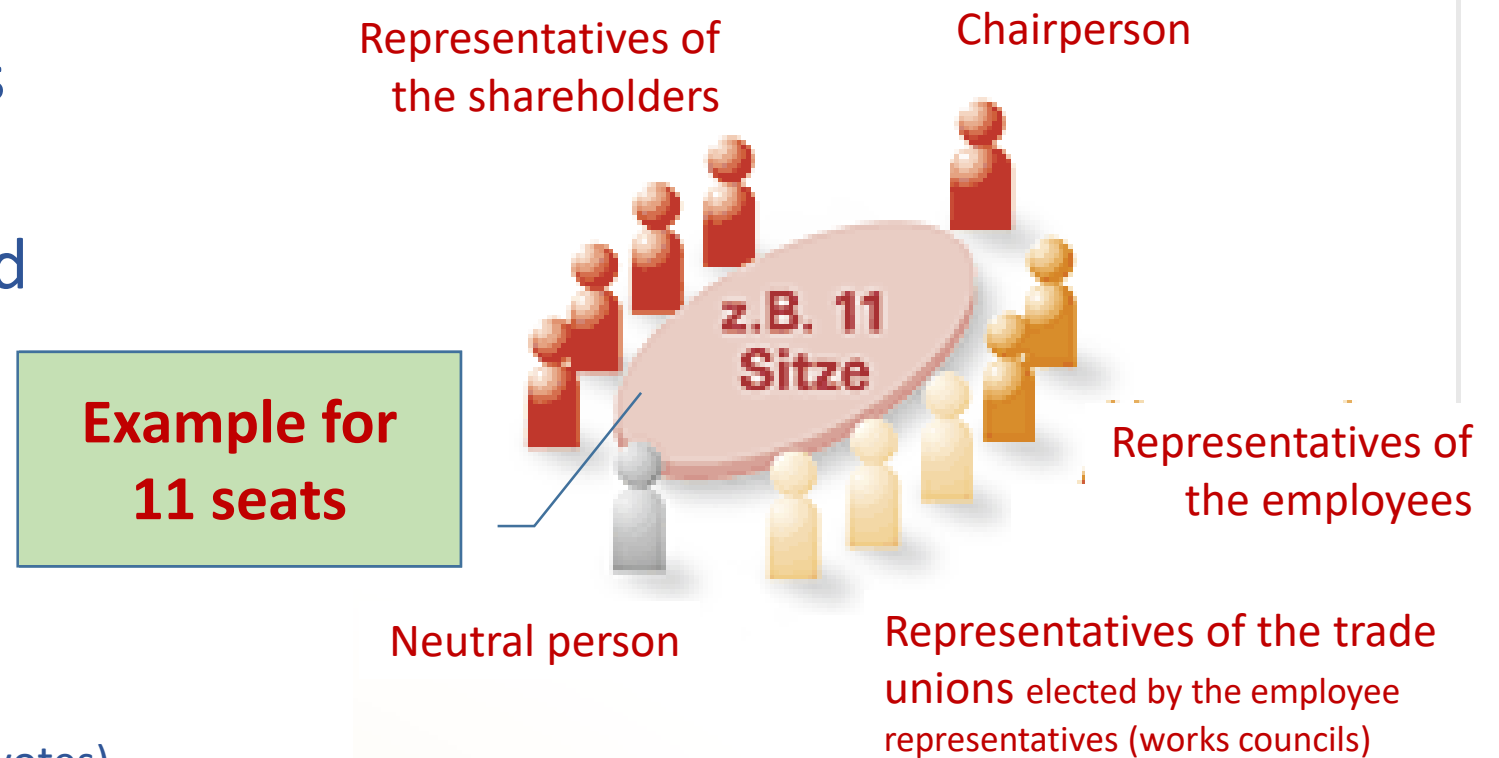 Representatives of
the shareholders
Chairperson
s
d
z.B. 11
Sitze
Example for
11 seats
Representatives of
the employees
Neutral person
Representatives of the trade
unions elected by the employee
representatives (works councils)
votes)